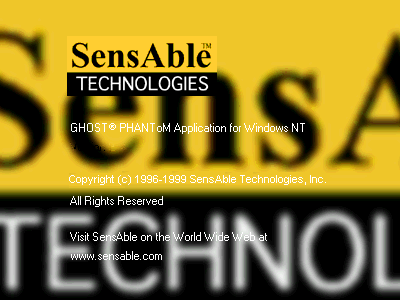 SensAble™
TECHNOLOGIES
GHOST® PHANToM Application for Windows NT
Copyright (c) 1996-1999 SensAble Technologies, Inc.
All Rights Reserved
Visit SensAble on the World Wide Web at
www.sensable.com